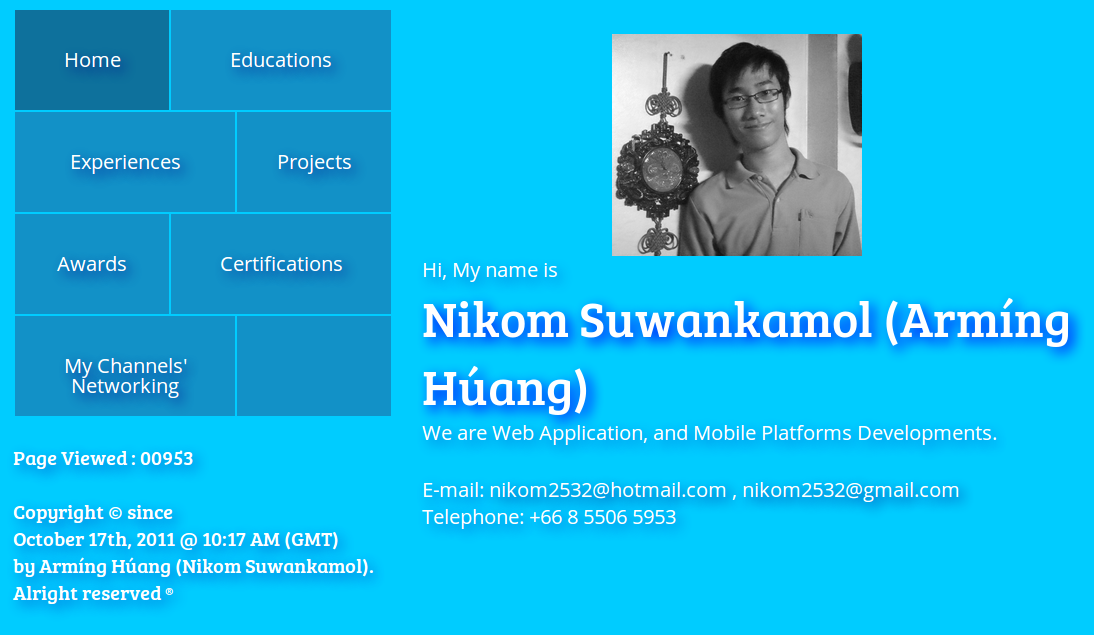 Home
Educations
Experiences
Projects
Awards
Certifications
My Channels'
Networking
Page Viewed : 00953
Copyright © since
October 17th, 2011 @ 10:17 AM (GMT)
by Armíng Húang (Nikom Suwankamol).
Alright reserved ®
Hi, My name is
Nikom Suwankamol (Armíng
Húang)
We are Web Application, and Mobile Platforms Developments.
E-mail: nikom2532@hotmail.com , nikom2532@gmail.com
Telephone: +66 8 5506 5953